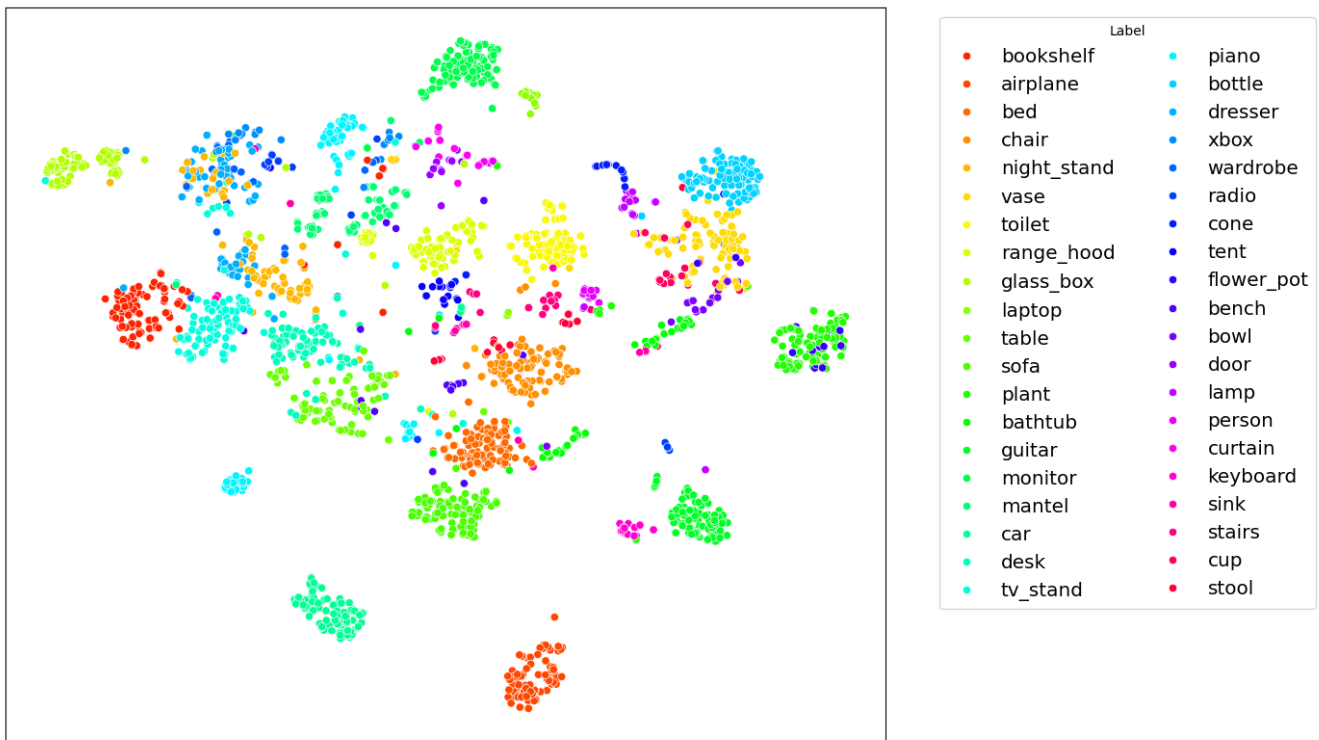 Label
bookshelf
airplane
bed
chair
night_stand
vase
toilet
range_hood
glass_box
laptop
table
sofa
plant
bathtub
guitar
monitor
mantel
car
desk
tv_stand
piano
bottle
dresser
xbox
wardrobe
radio
cone
tent
flower_pot
bench
bowl
door
lamp
person
curtain
keyboard
sink
stairs
cup
stool